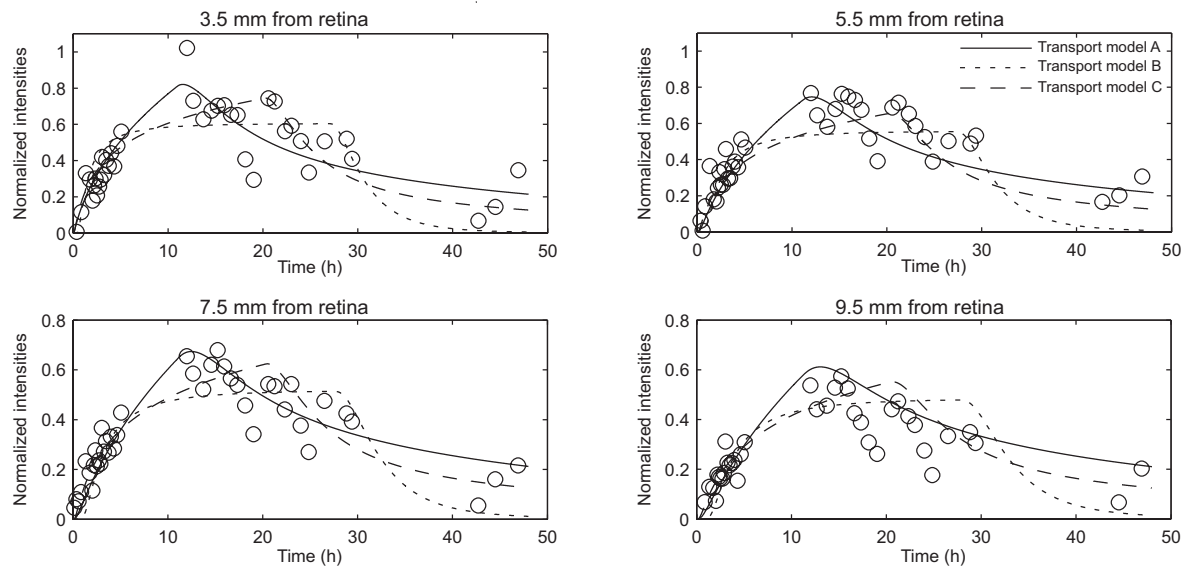 3.5 mm from retina
Normalized intensities
1
0.8
0.6
0.4
0.2
0
0 10 20 30 40 50
Time (h)
5.5 mm from retina
Transport model A
Transport model B
Transport model C
Normalized intensities
1
0.8
0.6
0.4
0.2
0
0 10 20 30 40 50
Time (h)
7.5 mm from retina
Normalized intensities
0.8
0.6
0.4
0.2
0
0 10 20 30 40 50
Time (h)
9.5 mm from retina
Normalized intensities
0.8
0.6
0.4
0.2
0
0 10 20 30 40 50
Time (h)